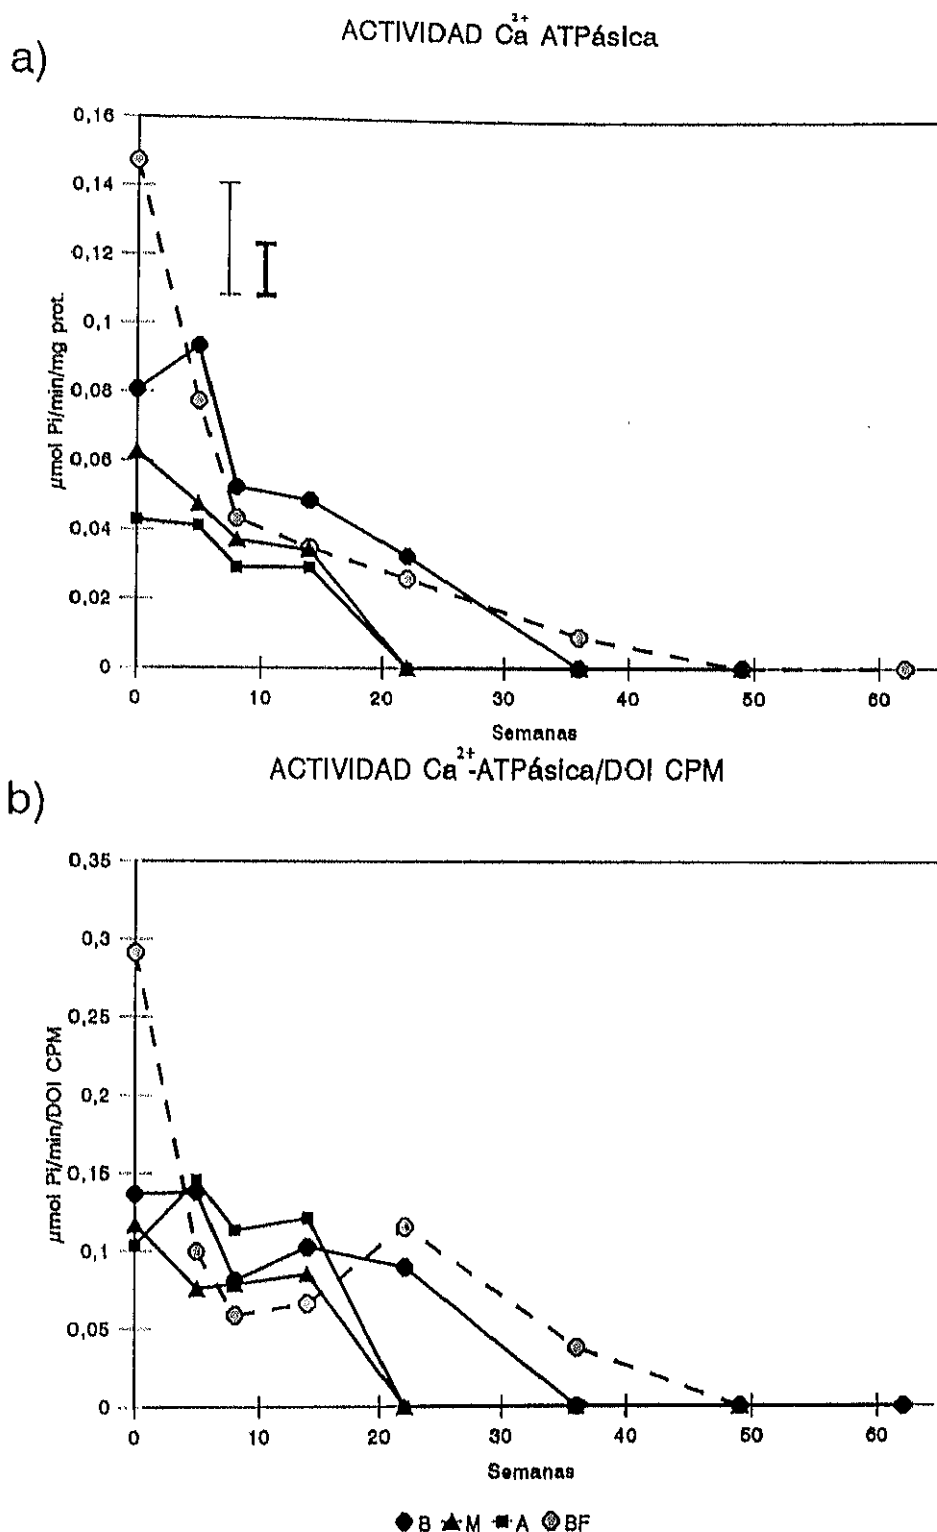 ACTIVIDAD Ca2+ ATPásica
a)
0,16
0,14
0,12
0,1
0,08
0,06
0,04
0,02
0
µmol Pi/min/mg prot.
0 10 20 30 40 50 60
Semanas
ACTIVIDAD Ca2+-ATPásica/DOI CPM
b)
0,35
0,3
0,25
0,2
0,15
0,1
0,05
0
µmol Pi/min/DOI CPM
0 10 20 30 40 50 60
Semanas
B M A BF